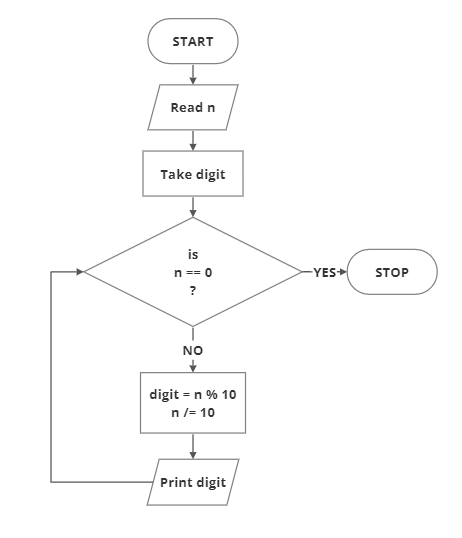 START
Read n
Take digit
is
n == 0
?
YES
STOP
NO
digit = n % 10
n /= 10
Print digit